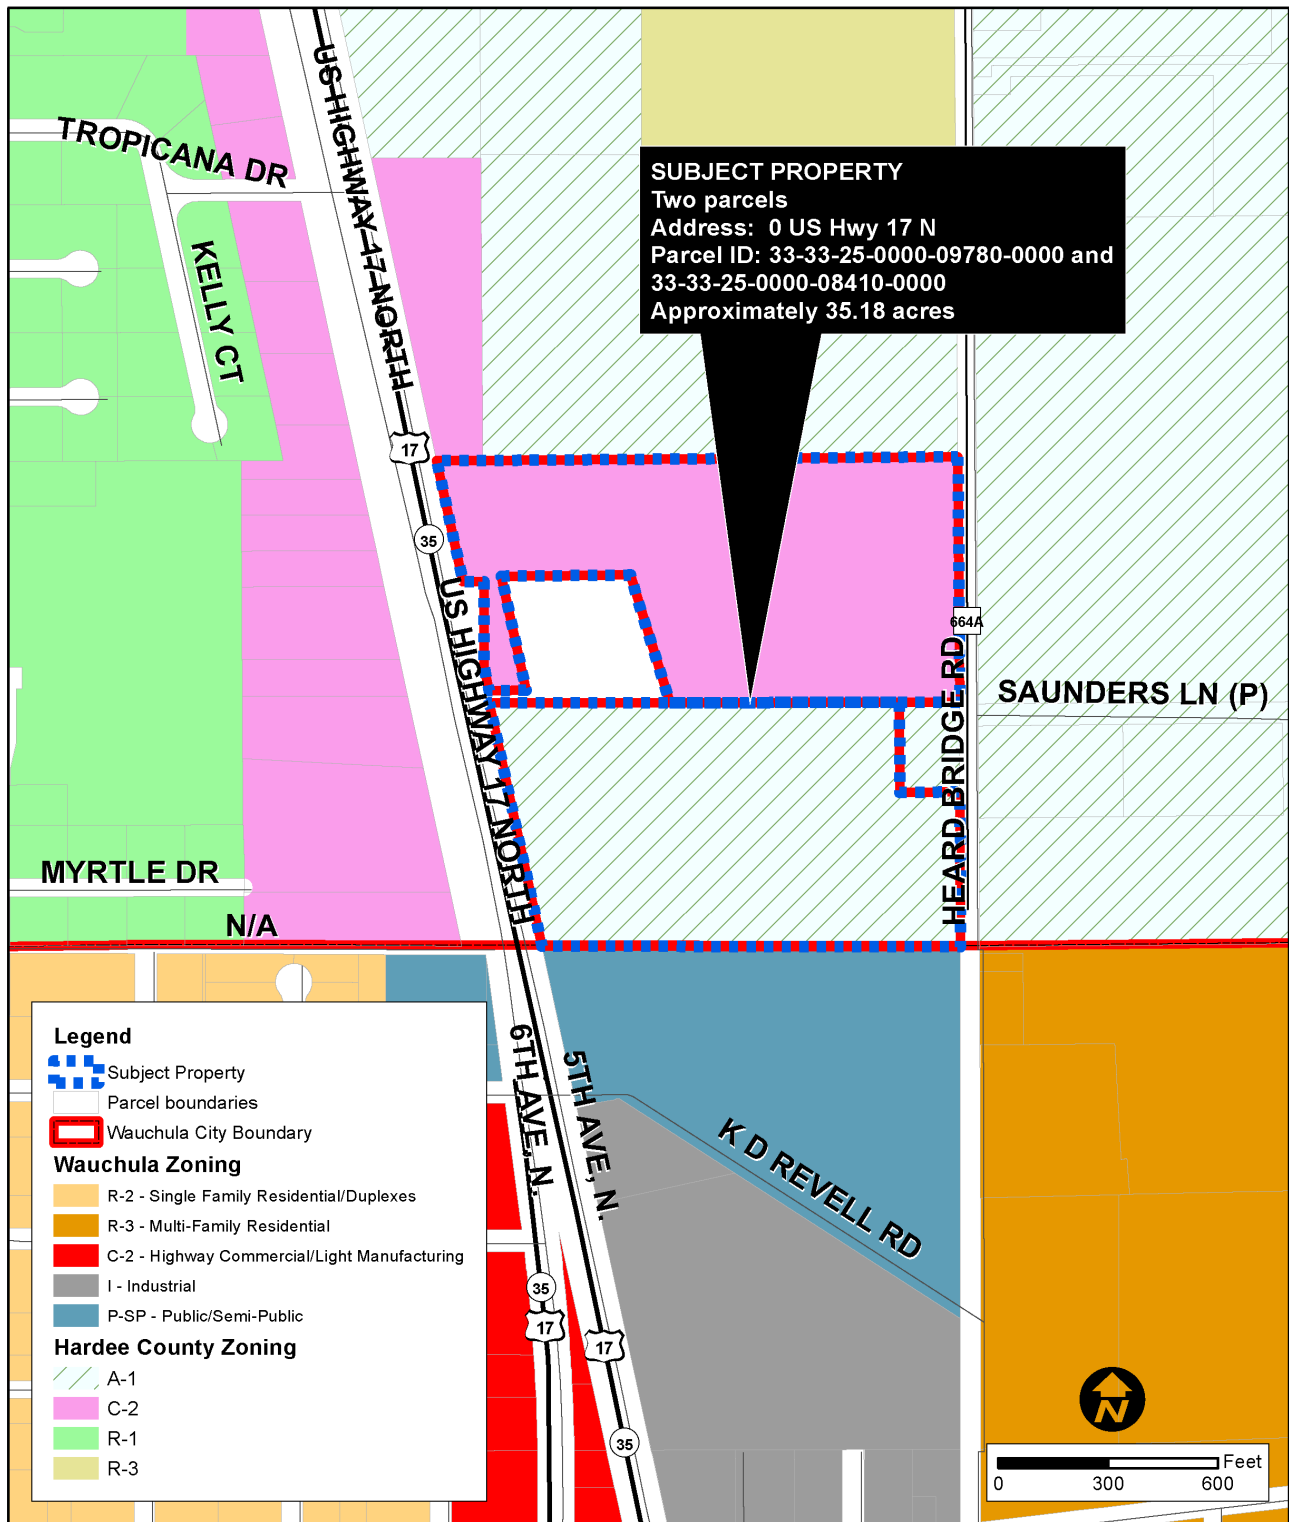 US HIGHWAY 17 NORTH
TROPICANA DR
KELLY CT
SUBJECT PROPERTY
Two parcels
Address: 0 US Hwy 17 N
Parcel ID: 33-33-25-0000-09780-0000 and
33-33-25-0000-08410-0000
Approximately 35.18 acres
17
35
US HIGHWAY 17 NORTH
664A
HEARD BRIDGE RD
SAUNDERS LN (P)
MYRTLE DR
N/A
6TH AVE, N.
5TH AVE, N.
K D REVELL RD
35
17
17
35
Legend
Subject Property
Parcel boundaries
Wauchula City Boundary
Wauchula Zoning
R-2 - Single Family Residential/Duplexes
R-3 - Multi-Family Residential
C-2 - Highway Commercial/Light Manufacturing
I - Industrial
P-SP - Public/Semi-Public
Hardee County Zoning
A-1
C-2
R-1
R-3
N
Feet
0 300 600